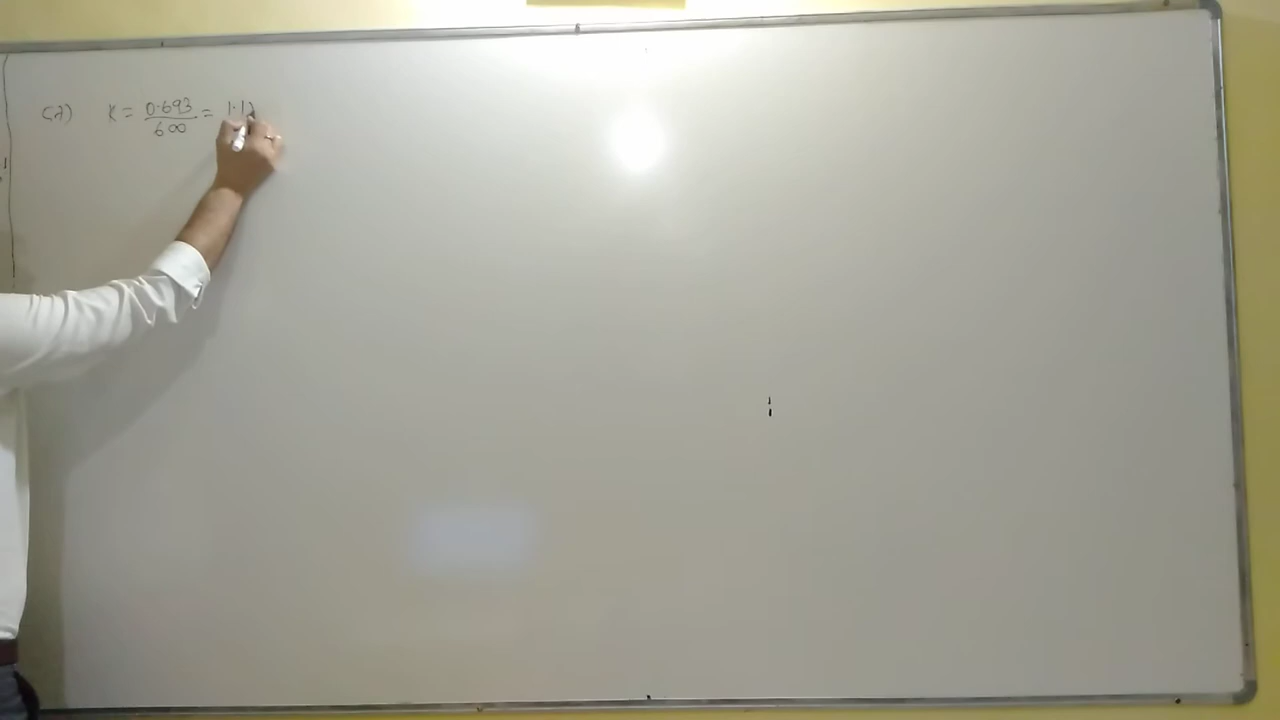 (λ) K = 0.693 / 600 = 1.1